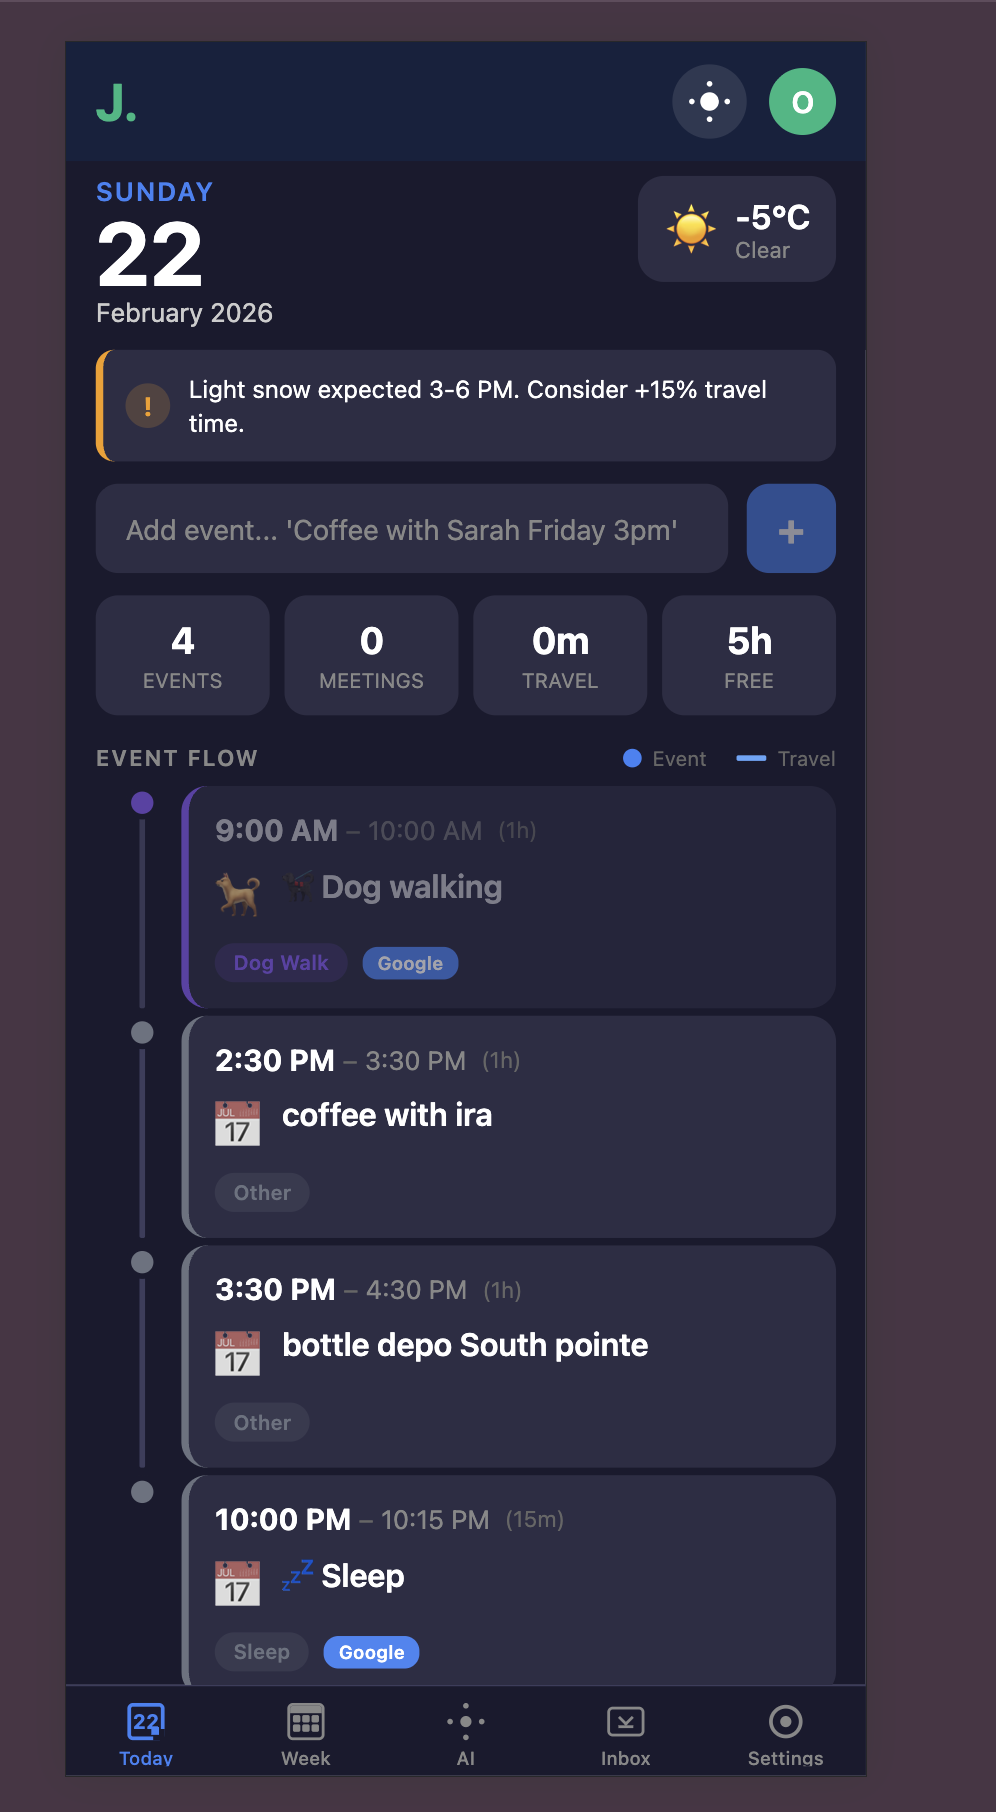 J.
O
SUNDAY
22
February 2026
-5°C
Clear
!
Light snow expected 3-6 PM. Consider +15% travel
time.
Add event... 'Coffee with Sarah Friday 3pm'
+
4
EVENTS
0
MEETINGS
0m
TRAVEL
5h
FREE
EVENT FLOW
Event
Travel
9:00 AM – 10:00 AM (1h)
Dog walking
Dog Walk
Google
2:30 PM – 3:30 PM (1h)
JUL
17
coffee with ira
Other
3:30 PM – 4:30 PM (1h)
JUL
17
bottle depo South pointe
Other
10:00 PM – 10:15 PM (15m)
JUL
17
zzZ Sleep
Sleep
Google
22
Today
Week
AI
Inbox
Settings